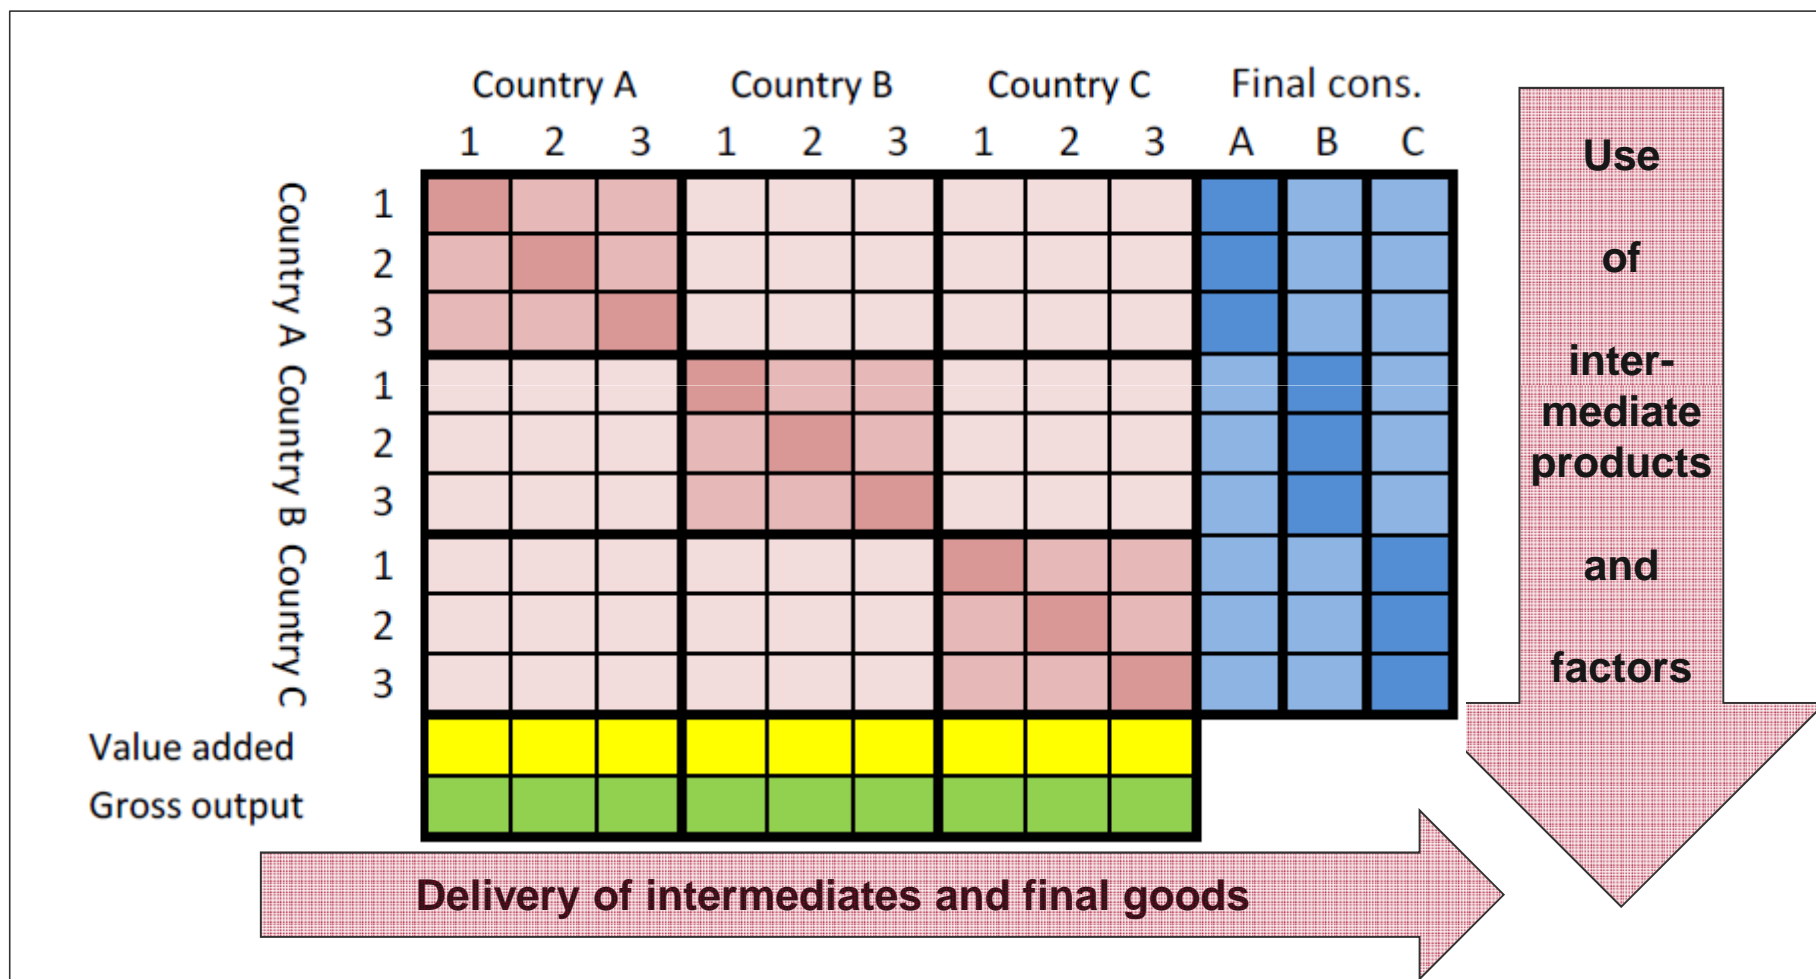 Country A Country B Country C Final cons.
1 2 3 1 2 3 1 2 3 A B C
Country A
1
2
3
Country B
1
2
3
Country C
1
2
3
Value added
Gross output
Use
of
inter-
mediate
products
and
factors
Delivery of intermediates and final goods